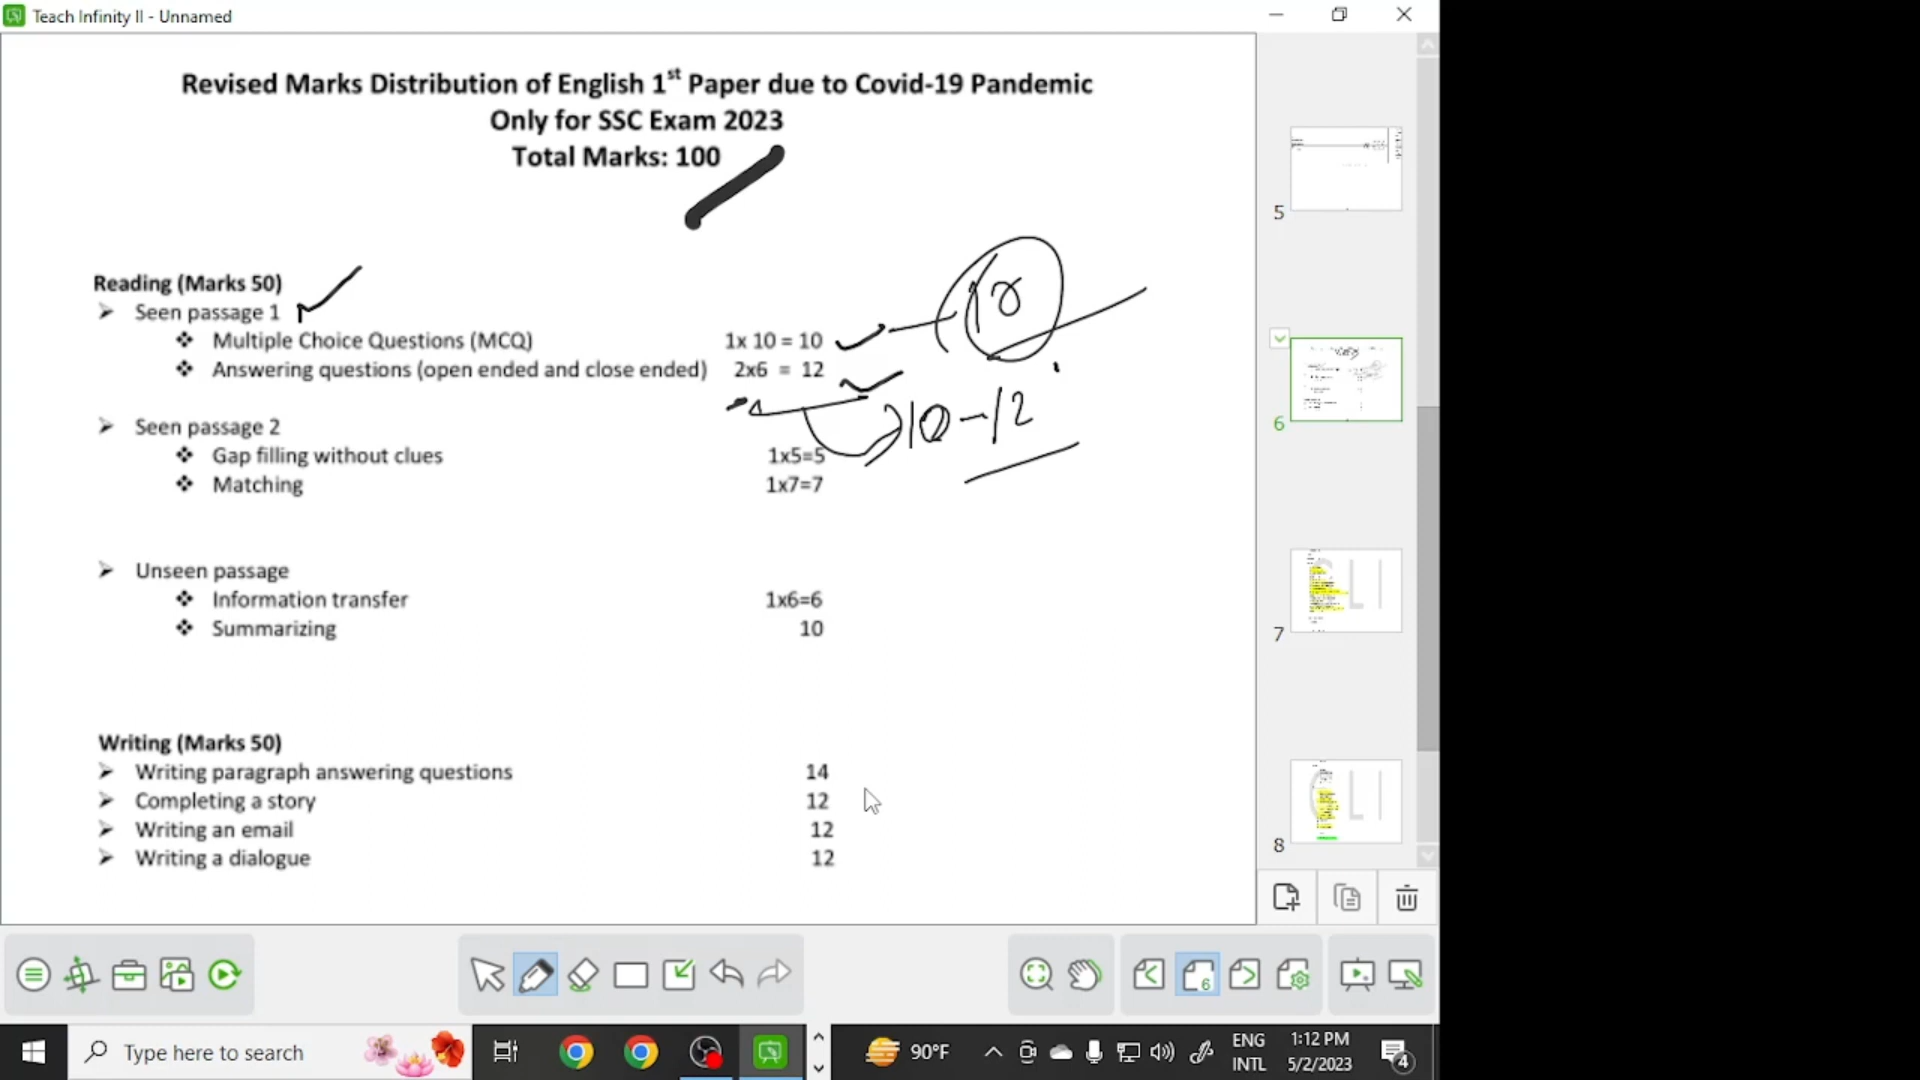 Teach Infinity II - Unnamed
Revised Marks Distribution of English 1st Paper due to Covid-19 Pandemic
Only for SSC Exam 2023
Total Marks: 100
Reading (Marks 50)
➢ Seen passage 1
❖ Multiple Choice Questions (MCQ) 1x 10 = 10
❖ Answering questions (open ended and close ended) 2x6 = 12
10-12
➢ Seen passage 2
❖ Gap filling without clues 1x5=5
❖ Matching 1x7=7
➢ Unseen passage
❖ Information transfer 1x6=6
❖ Summarizing 10
Writing (Marks 50)
➢ Writing paragraph answering questions 14
➢ Completing a story 12
➢ Writing an email 12
➢ Writing a dialogue 12
5
6
7
8
6
Type here to search
90°F
ENG
INTL
1:12 PM
5/2/2023
4